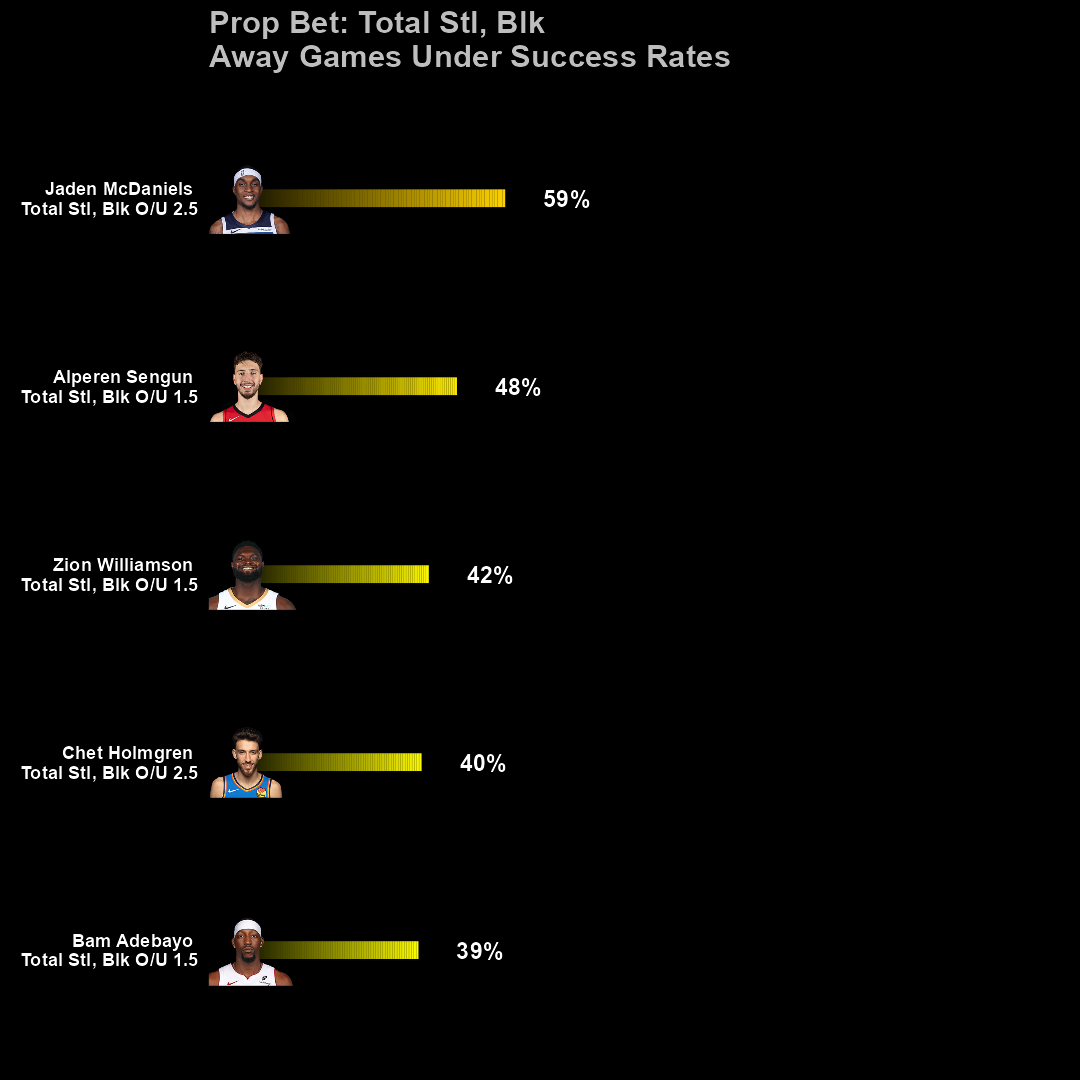 Prop Bet: Total Stl, Blk
Away Games Under Success Rates
Jaden McDaniels
Total Stl, Blk O/U 2.5
59%
Alperen Sengun
Total Stl, Blk O/U 1.5
48%
Zion Williamson
Total Stl, Blk O/U 1.5
42%
Chet Holmgren
Total Stl, Blk O/U 2.5
40%
Bam Adebayo
Total Stl, Blk O/U 1.5
39%